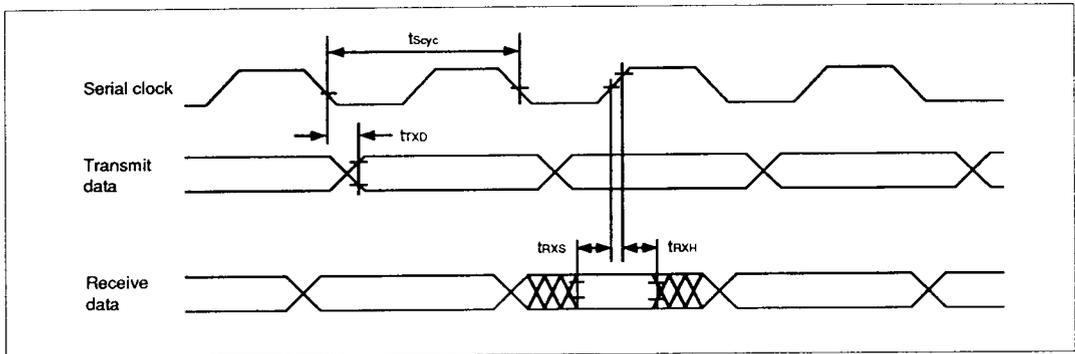 tScyc
Serial clock
tTXD
Transmit
data
tRXS
tRXH
Receive
data